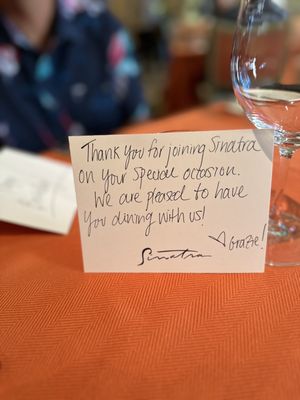 Thank you for joining Sinatra
on your special occasion.
We are pleased to have
you dining with us!
Grazie!
Sinatra